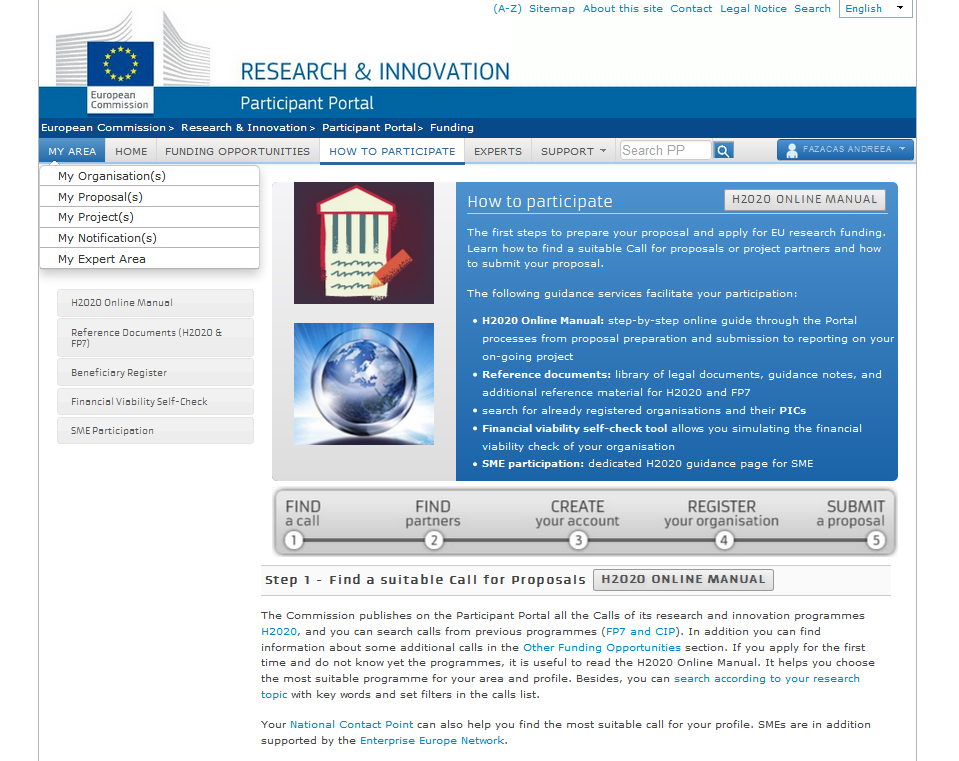 (A-Z) Sitemap About this site Contact Legal Notice Search English
European
Commission
RESEARCH & INNOVATION
Participant Portal
European Commission > Research & Innovation > Participant Portal > Funding
MY AREA HOME FUNDING OPPORTUNITIES HOW TO PARTICIPATE EXPERTS SUPPORT Search PP FAZACAS ANDREEA
My Organisation(s)
My Proposal(s)
My Project(s)
My Notification(s)
My Expert Area
H2020 Online Manual
Reference Documents (H2020 &
FP7)
Beneficiary Register
Financial Viability Self-Check
SME Participation
How to participate H2020 ONLINE MANUAL
The first steps to prepare your proposal and apply for EU research funding.
Learn how to find a suitable Call for proposals or project partners and how
to submit your proposal.
The following guidance services facilitate your participation:
• H2020 Online Manual: step-by-step online guide through the Portal
processes from proposal preparation and submission to reporting on your
on-going project
• Reference documents: library of legal documents, guidance notes, and
additional reference material for H2020 and FP7
• search for already registered organisations and their PICs
• Financial viability self-check tool allows you simulating the financial
viability check of your organisation
• SME participation: dedicated H2020 guidance page for SME
FIND
a call
1
FIND
partners
2
CREATE
your account
3
REGISTER
your organisation
4
SUBMIT
a proposal
5
Step 1 - Find a suitable Call for Proposals H2020 ONLINE MANUAL
The Commission publishes on the Participant Portal all the Calls of its research and innovation programmes
H2020, and you can search calls from previous programmes (FP7 and CIP). In addition you can find
information about some additional calls in the Other Funding Opportunities section. If you apply for the first
time and do not know yet the programmes, it is useful to read the H2020 Online Manual. It helps you choose
the most suitable programme for your area and profile. Besides, you can search according to your research
topic with key words and set filters in the calls list.
Your National Contact Point can also help you find the most suitable call for your profile. SMEs are in addition
supported by the Enterprise Europe Network.